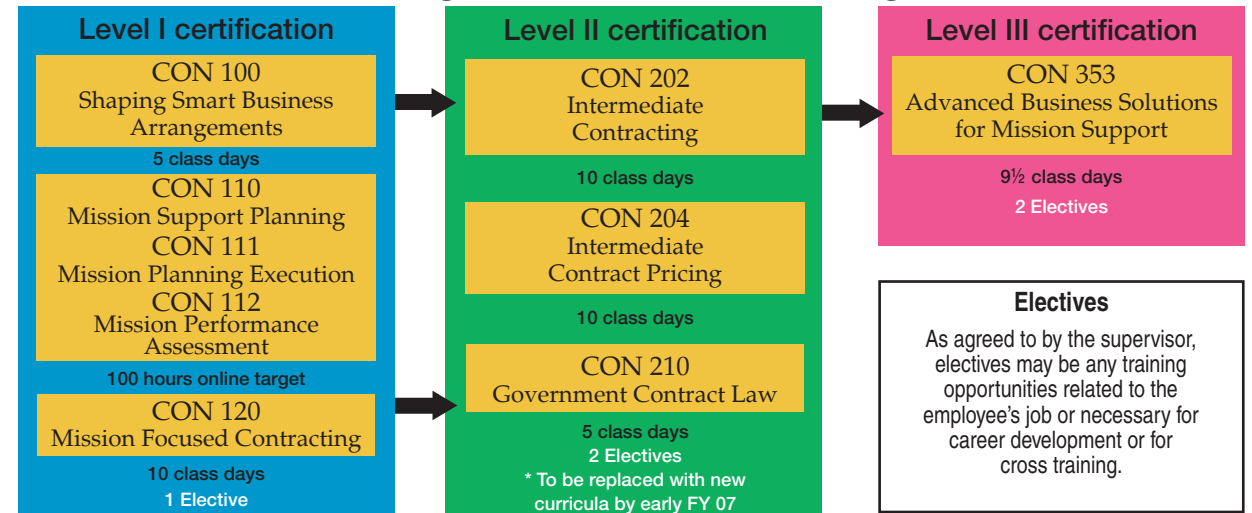 Level I certification
CON 100
Shaping Smart Business
Arrangements
5 class days
CON 110
Mission Support Planning
CON 111
Mission Planning Execution
CON 112
Mission Performance
Assessment
100 hours online target
CON 120
Mission Focused Contracting
10 class days
1 Elective
Level II certification
CON 202
Intermediate
Contracting
10 class days
CON 204
Intermediate
Contract Pricing
10 class days
CON 210
Government Contract Law
5 class days
2 Electives
* To be replaced with new
curricula by early FY 07
Level III certification
CON 353
Advanced Business Solutions
for Mission Support
9½ class days
2 Electives
Electives
As agreed to by the supervisor,
electives may be any training
opportunities related to the
employee’s job or necessary for
career development or for
cross training.